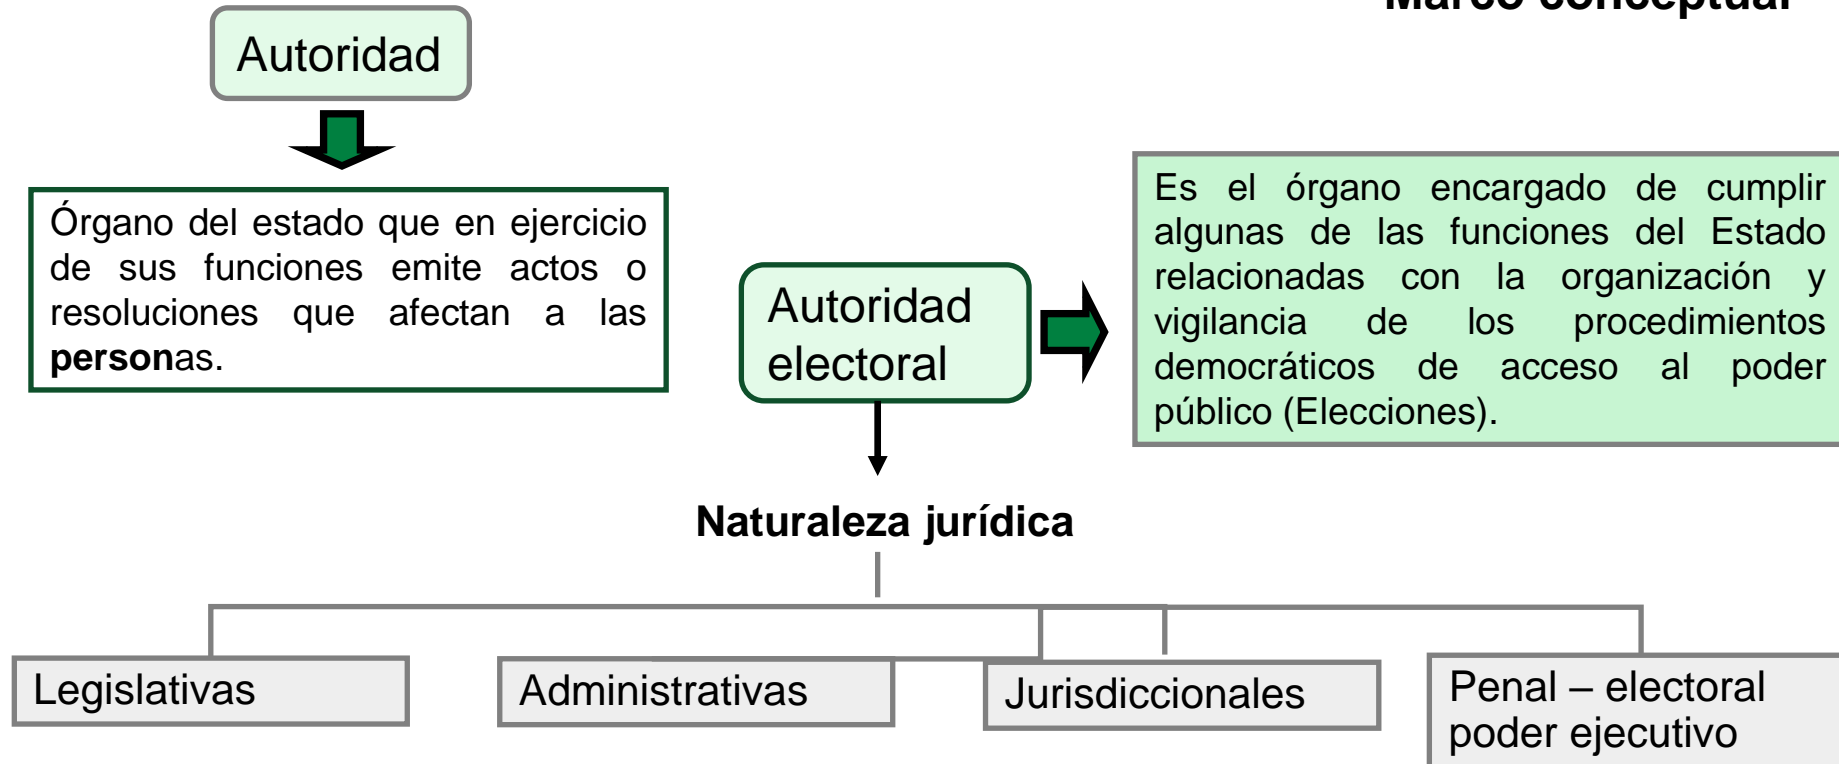 Marco conceptual
Autoridad
Órgano del estado que en ejercicio
de sus funciones emite actos o
resoluciones que afectan a las
personas.
Autoridad
electoral
Es el órgano encargado de cumplir
algunas de las funciones del Estado
relacionadas con la organización y
vigilancia de los procedimientos
democráticos de acceso al poder
público (Elecciones).
Naturaleza jurídica
Legislativas
Administrativas
Jurisdiccionales
Penal – electoral
poder ejecutivo